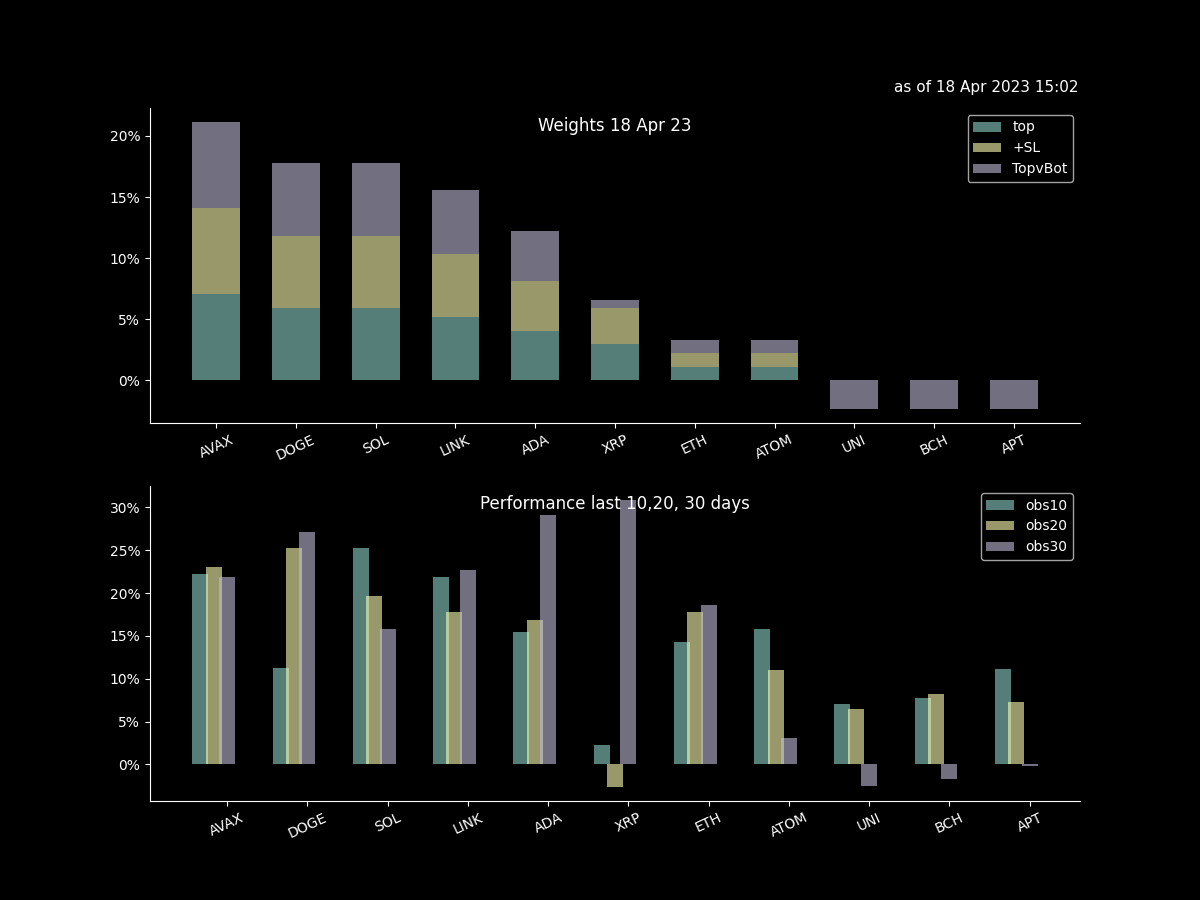 as of 18 Apr 2023 15:02
Weights 18 Apr 23
top
+SL
TopvBot
20%
15%
10%
5%
0%
AVAX DOGE SOL LINK ADA XRP ETH ATOM UNI BCH APT
Performance last 10,20, 30 days
obs10
obs20
obs30
30%
25%
20%
15%
10%
5%
0%
AVAX DOGE SOL LINK ADA XRP ETH ATOM UNI BCH APT